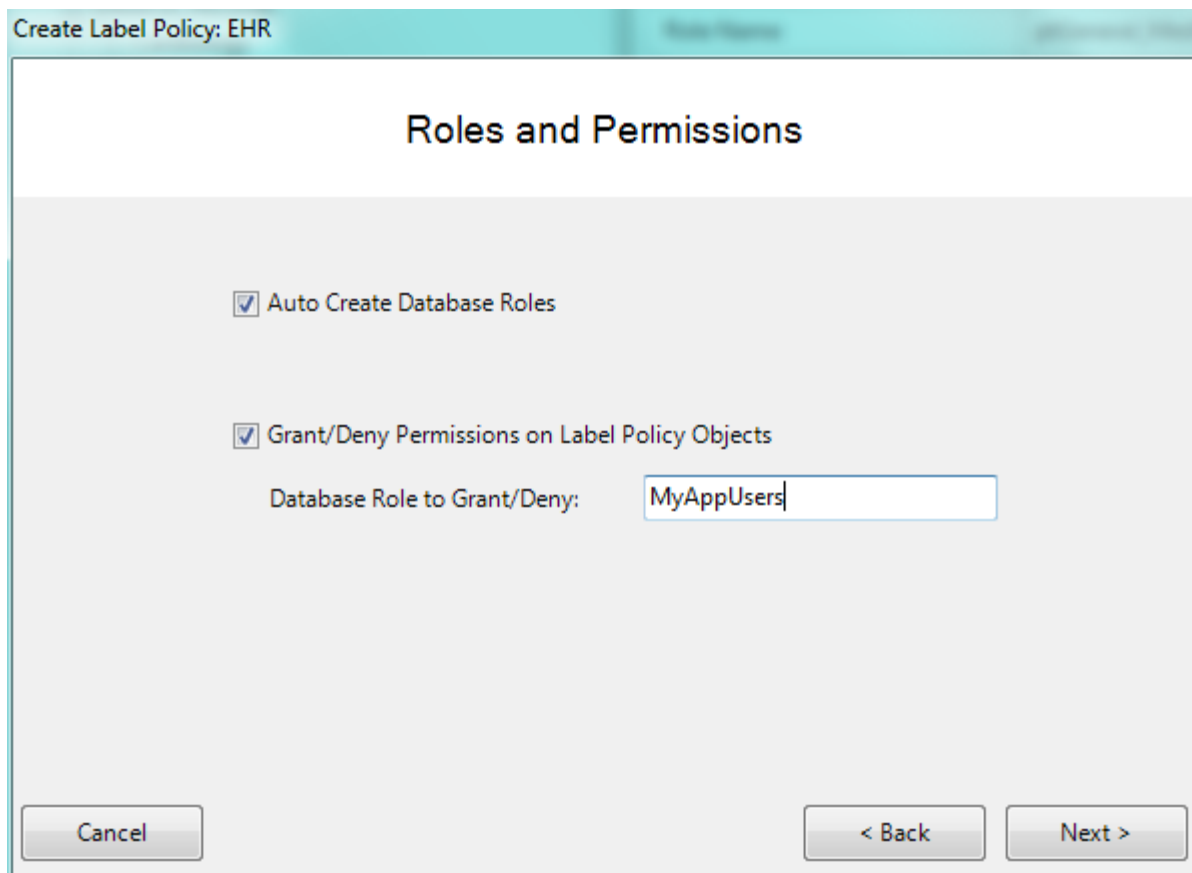 Create Label Policy: EHR
Roles and Permissions
Auto Create Database Roles
Grant/Deny Permissions on Label Policy Objects
Database Role to Grant/Deny:
MyAppUsers
Cancel
< Back
Next >